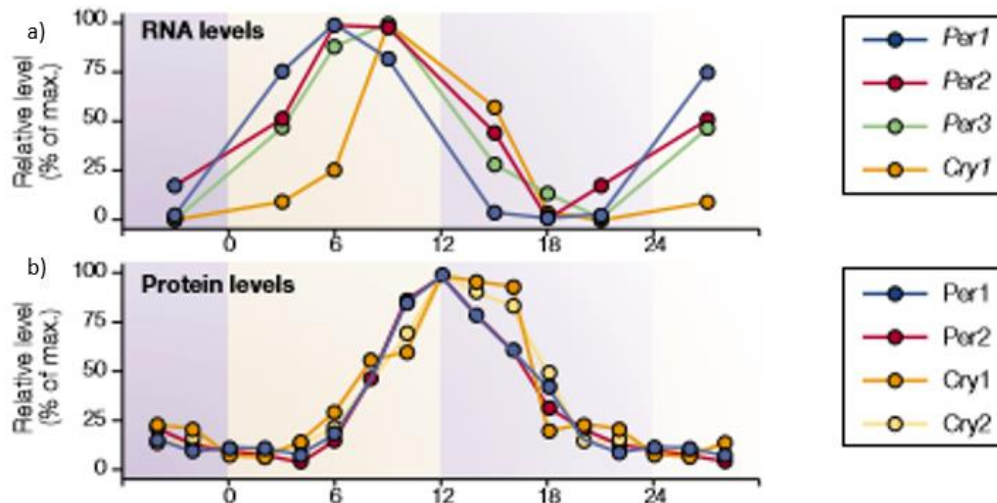 a)
RNA levels
Relative level
(% of max.)
100
75
50
25
0
0 6 12 18 24
Per1
Per2
Per3
Cry1
b)
Protein levels
Relative level
(% of max.)
100
75
50
25
0
0 6 12 18 24
Per1
Per2
Cry1
Cry2